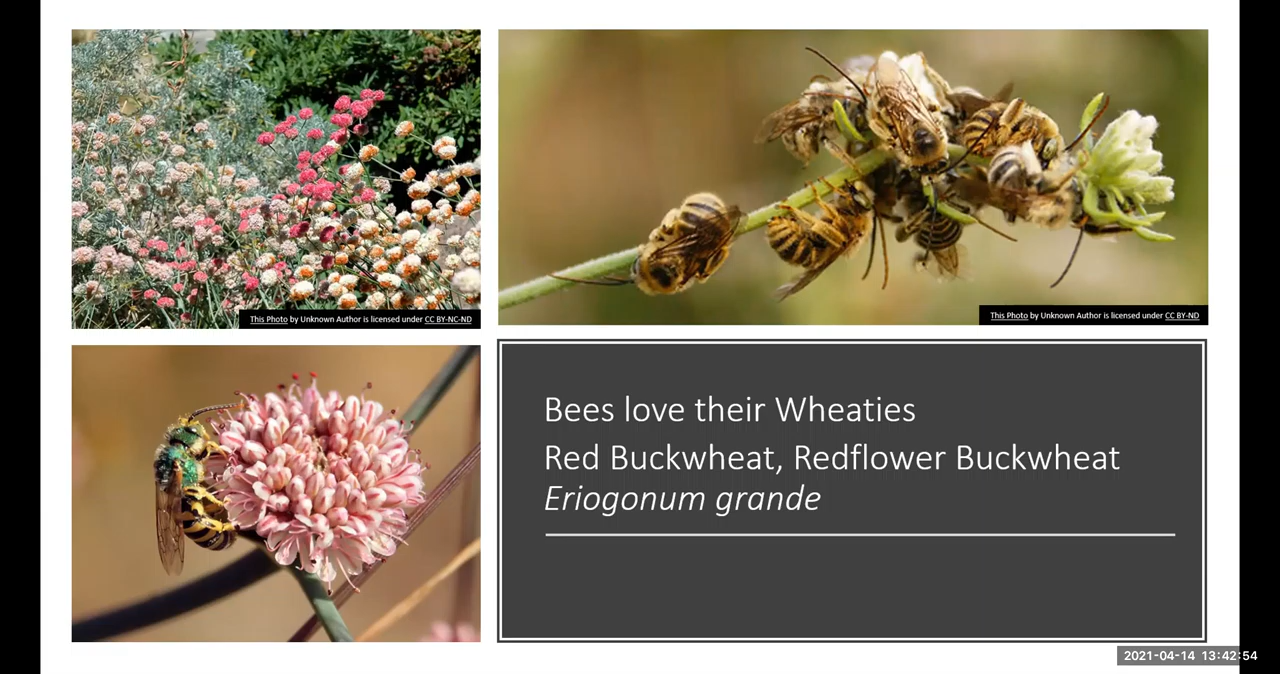 This Photo by Unknown Author is licensed under CC BY-NC-ND
This Photo by Unknown Author is licensed under CC BY-ND
Bees love their Wheaties
Red Buckwheat, Redflower Buckwheat
Eriogonum grande
2021-04-14 13:42:54